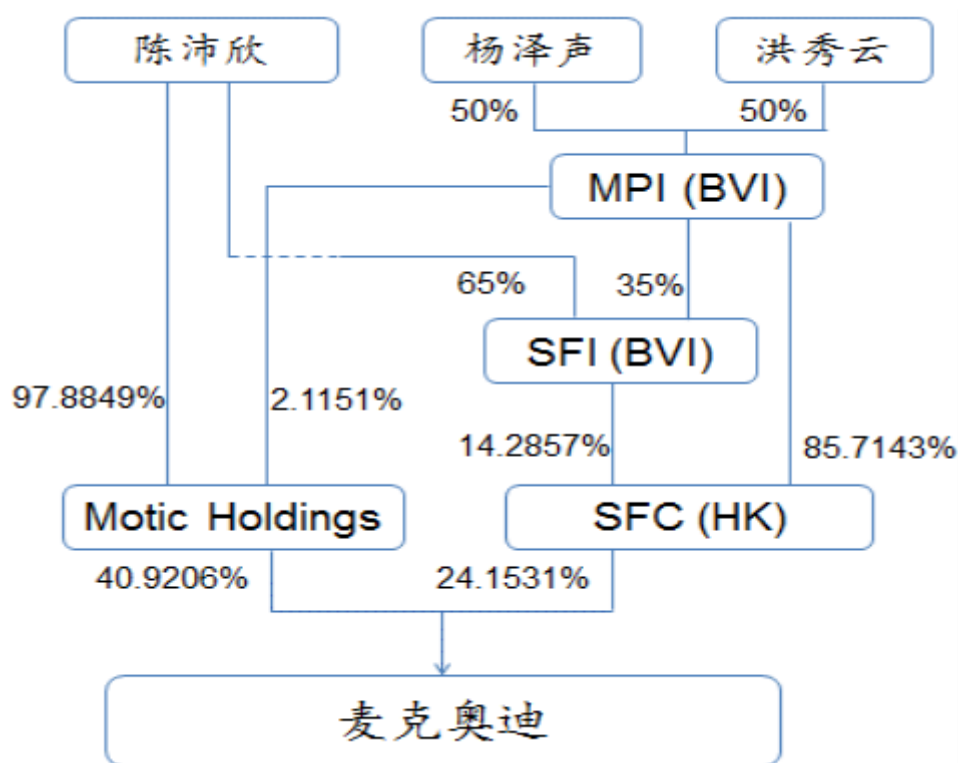 陈沛欣
杨泽声
洪秀云
50%
50%
MPI (BVI)
65%
35%
SFI (BVI)
97.8849%
2.1151%
14.2857%
85.7143%
Motic Holdings
SFC (HK)
40.9206%
24.1531%
麦克奥迪